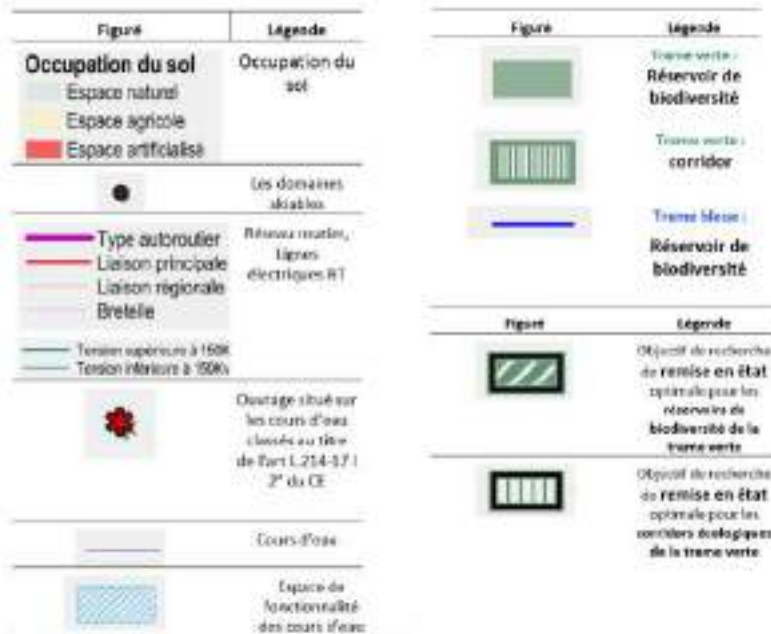 Figuré
Légende
Occupation du sol
Espace naturel
Espace agricole
Espace artificialisé
Occupation du
sol
Les domaines
skiables
Type autoroutier
Liaison principale
Liaison régionale
Bretelle
Tension supérieure à 150K
Tension inférieure à 150Kv
Réseau routier,
lignes
électriques RT
Ouvrage situé sur
les cours d'eau
classés au titre
de l'art L.214-17 I
2° du CE
Cours d'eau
Espace de
fonctionnalité
des cours d'eau
Figuré
Légende
Trame verte :
Réservoir de
biodiversité
Trame verte :
corridor
Trame bleue :
Réservoir de
biodiversité
Figuré
Légende
Objectif de recherche
de remise en état
optimale pour les
réservoirs de
biodiversité de la
trame verte
Objectif de recherche
de remise en état
optimale pour les
corridors écologiques
de la trame verte